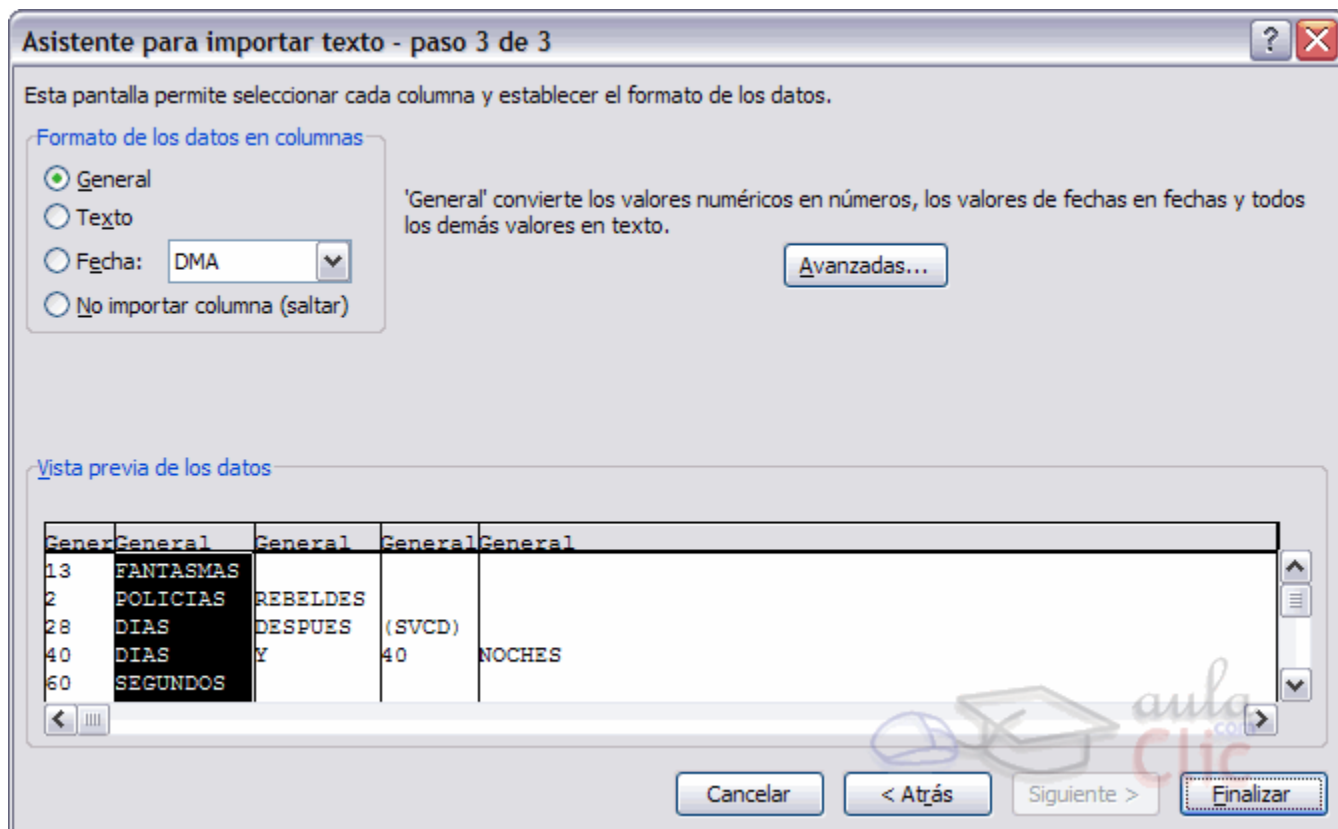 Asistente para importar texto - paso 3 de 3
Esta pantalla permite seleccionar cada columna y establecer el formato de los datos.
Formato de los datos en columnas
General
Texto
Fecha: DMA
No importar columna (saltar)
'General' convierte los valores numéricos en números, los valores de fechas en fechas y todos
los demás valores en texto.
Avanzadas...
Vista previa de los datos
Gener General General General General
13 FANTASMAS
2 POLICIAS REBELDES
28 DIAS DESPUES (SVCD)
40 DIAS Y 40 NOCHES
60 SEGUNDOS
aula
com
Clic
Cancelar < Atrás Siguiente > Finalizar